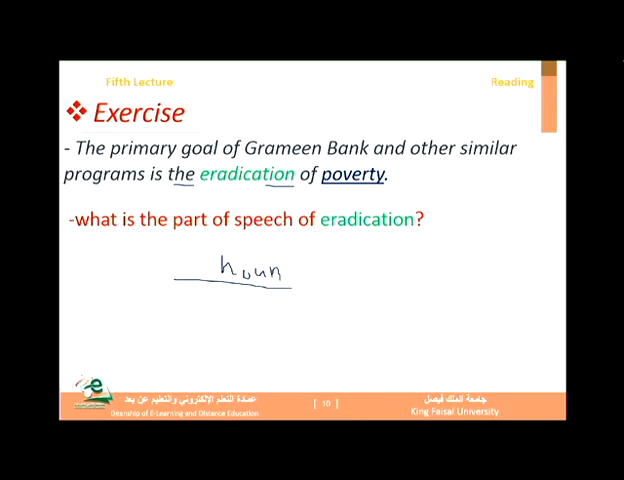 Fifth Lecture
Reading
❖ Exercise
- The primary goal of Grameen Bank and other similar
programs is the eradication of poverty.
-what is the part of speech of eradication?
noun
عمادة التعلم الإلكتروني والتعليم عن بعد
Deanship of E-Learning and Distance Education
[ 10 ]
جامعة الملك فيصل
King Faisal University